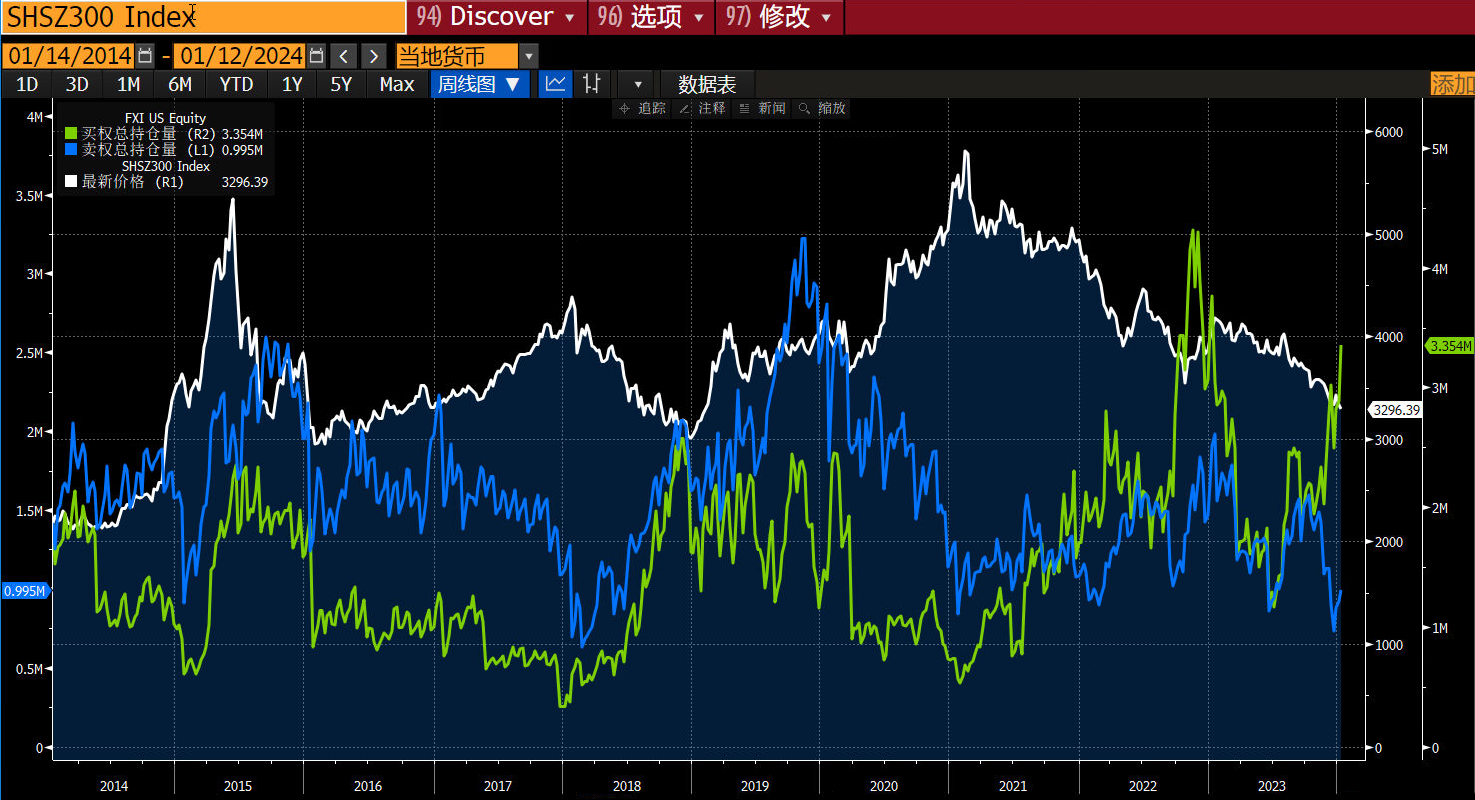 SHSZ300 Index 94) Discover 96) 选项 97) 修改
01/14/2014 - 01/12/2024 当地货币
1D 3D 1M 6M YTD 1Y 5Y Max 周线图 ▼ 数据表 添加
追踪 注释 新闻 缩放
FXI US Equity
买权总持仓量 (R2) 3.354M
卖权总持仓量 (L1) 0.995M
SHSZ300 Index
最新价格 (R1) 3296.39
4M
3.5M
3M
2.5M
2M
1.5M
0.995M
0.5M
0
6000
5000
4000
3296.39
3000
2000
1000
0
5M
4M
3.354M
3M
2M
1M
0
2014 2015 2016 2017 2018 2019 2020 2021 2022 2023